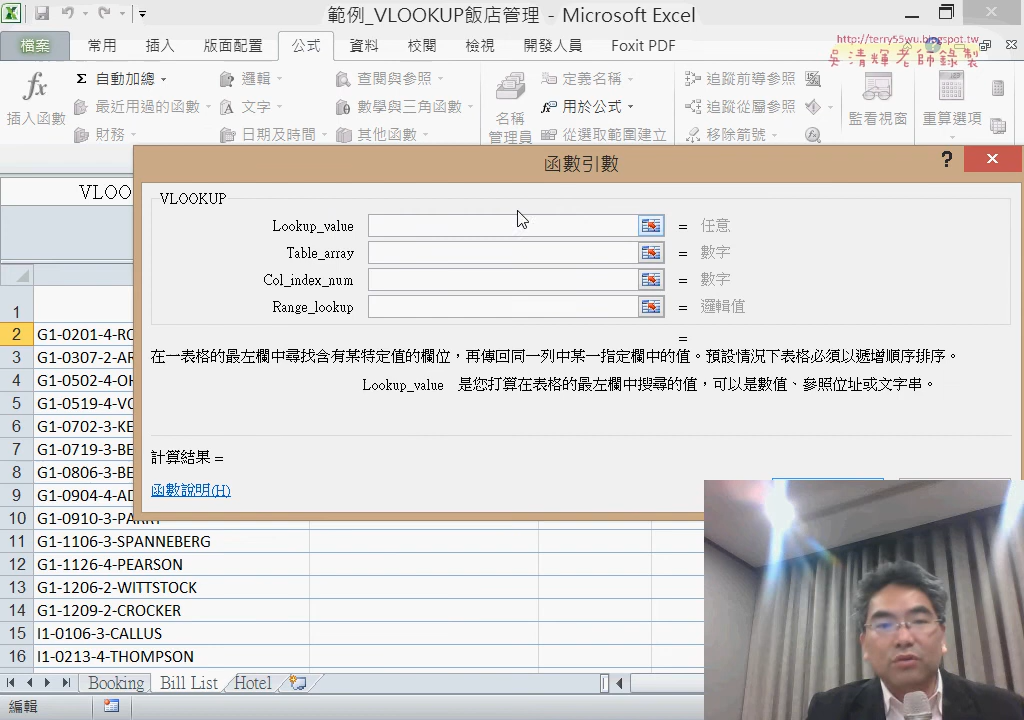 範例_VLOOKUP飯店管理 - Microsoft Excel
檔案 常用 插入 版面配置 公式 資料 校閱 檢視 開發人員 Foxit PDF
http://terry55wu.blogspot.tw
吳清輝老師錄製
fx 插入函數
Σ 自動加總
最近用過的函數
財務
邏輯
文字
日期及時間
查閱與參照
數學與三角函數
其他函數
名稱管理員
定義名稱
用於公式
從選取範圍建立
追蹤前導參照
追蹤從屬參照
移除箭號
監看視窗
重算選項
函數引數
VLOO
VLOOKUP
Lookup_value = 任意
Table_array = 數字
Col_index_num = 數字
Range_lookup = 邏輯值
=
在一表格的最左欄中尋找含有某特定值的欄位，再傳回同一列中某一指定欄中的值。預設情況下表格必須以遞增順序排序。
Lookup_value 是您打算在表格的最左欄中搜尋的值，可以是數值、參照位址或文字串。
計算結果 =
函數說明(H)
1
2 G1-0201-4-RO
3 G1-0307-2-AR
4 G1-0502-4-OH
5 G1-0519-4-VO
6 G1-0702-3-KE
7 G1-0719-3-BE
8 G1-0806-3-BE
9 G1-0904-4-AD
10 G1-0910-3-PARRY
11 G1-1106-3-SPANNEBERG
12 G1-1126-4-PEARSON
13 G1-1206-2-WITTSTOCK
14 G1-1209-2-CROCKER
15 I1-0106-3-CALLUS
16 I1-0213-4-THOMPSON
Booking Bill List Hotel
編輯